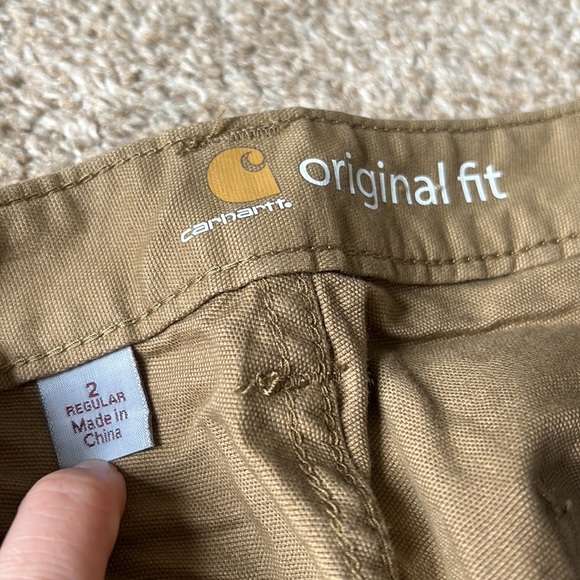 carhartt.
original fit
2
REGULAR
Made in
China